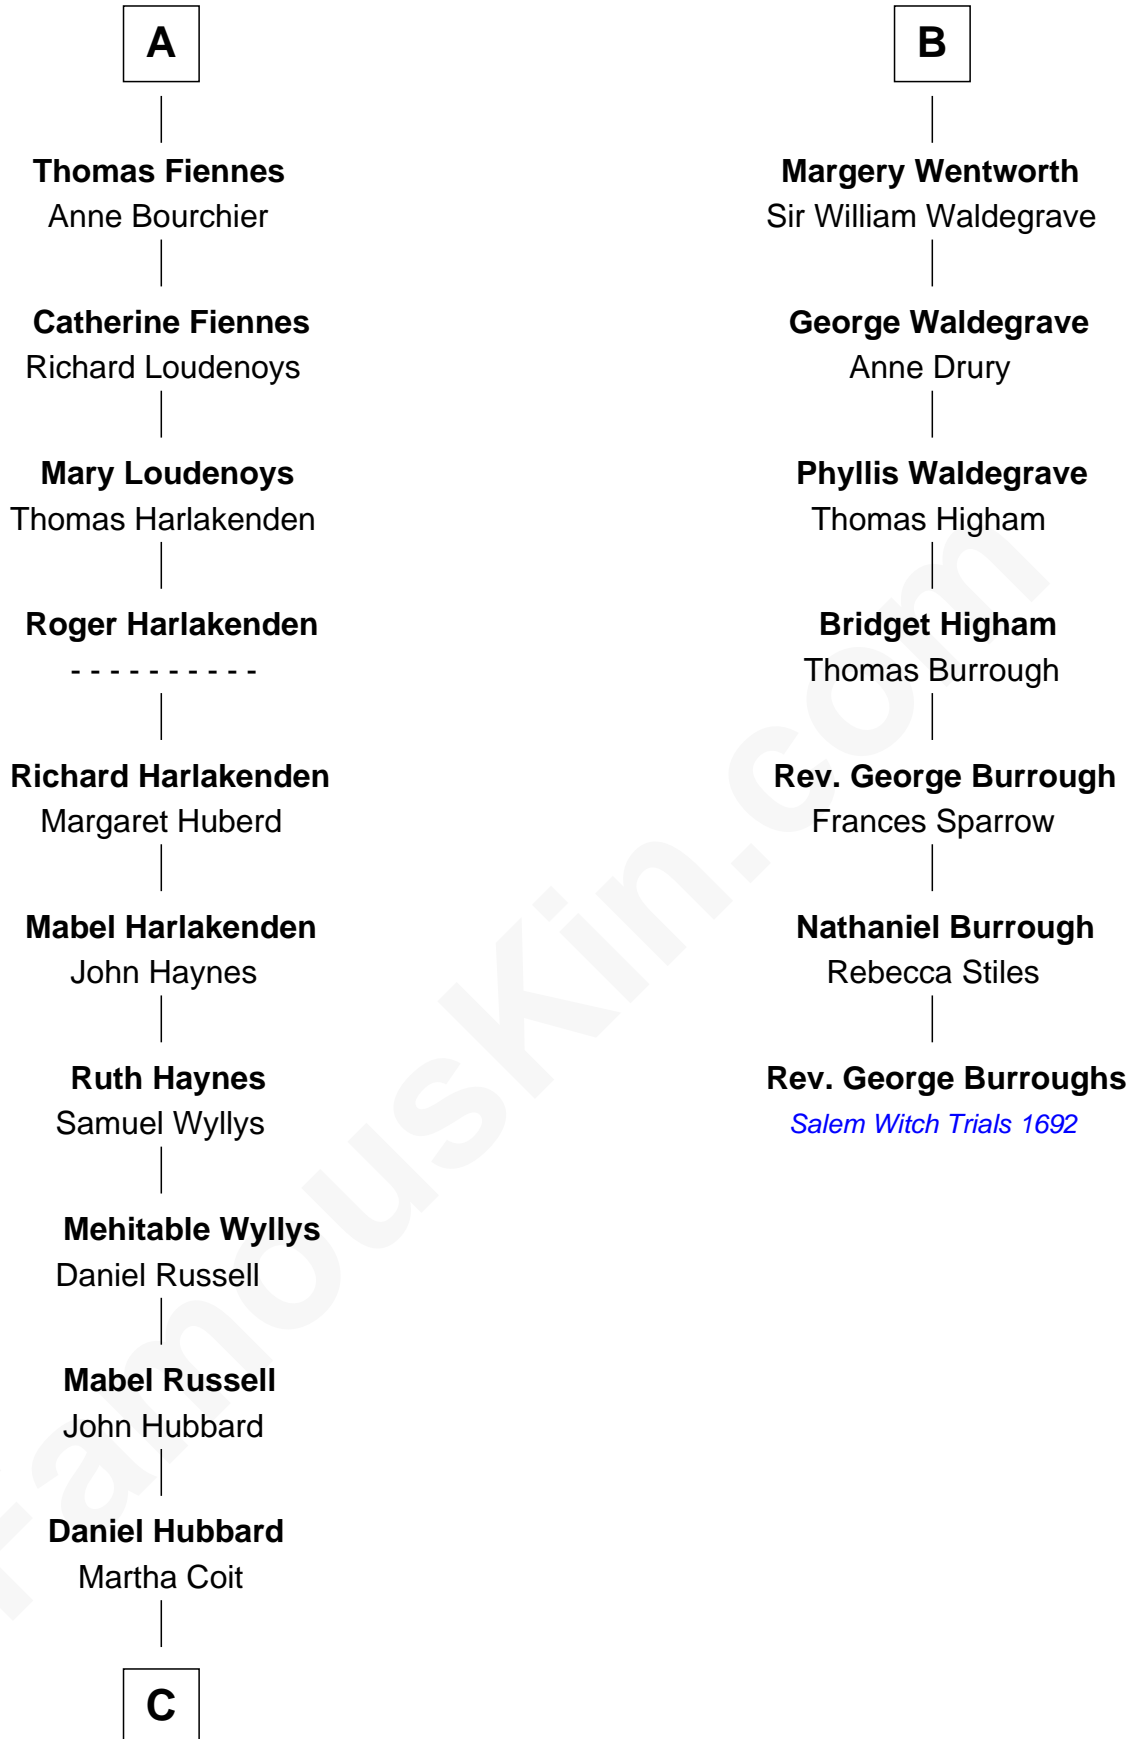 A
Thomas Fiennes
Anne Bourchier
Catherine Fiennes
Richard Loudenoys
Mary Loudenoys
Thomas Harlakenden
Roger Harlakenden
- - - - - - - - - -
Richard Harlakenden
Margaret Huberd
Mabel Harlakenden
John Haynes
Ruth Haynes
Samuel Wyllys
Mehitable Wyllys
Daniel Russell
Mabel Russell
John Hubbard
Daniel Hubbard
Martha Coit
C
B
Margery Wentworth
Sir William Waldegrave
George Waldegrave
Anne Drury
Phyllis Waldegrave
Thomas Higham
Bridget Higham
Thomas Burrough
Rev. George Burrough
Frances Sparrow
Nathaniel Burrough
Rebecca Stiles
Rev. George Burroughs
Salem Witch Trials 1692
FamousKin.com